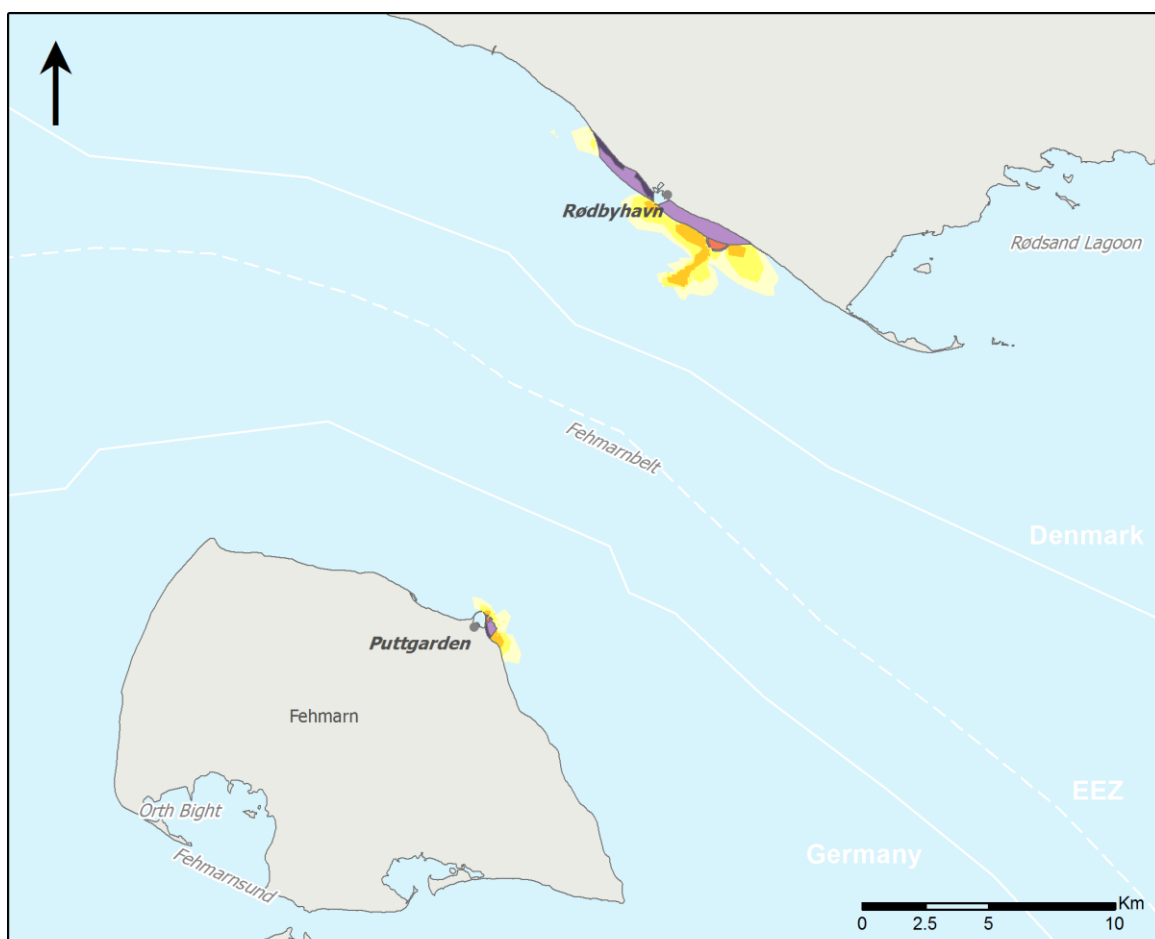 Rødbyhavn
Rødsand Lagoon
Fehmarnbelt
Denmark
Puttgarden
Fehmarn
EEZ
Orth Bight
Germany
Fehmarnsund
Km
0 2.5 5 10